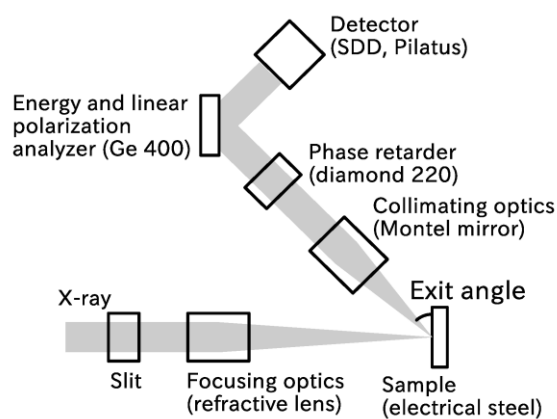 Detector
(SDD, Pilatus)
Energy and linear
polarization
analyzer (Ge 400)
Phase retarder
(diamond 220)
Collimating optics
(Montel mirror)
Exit angle
X-ray
Slit
Focusing optics
(refractive lens)
Sample
(electrical steel)